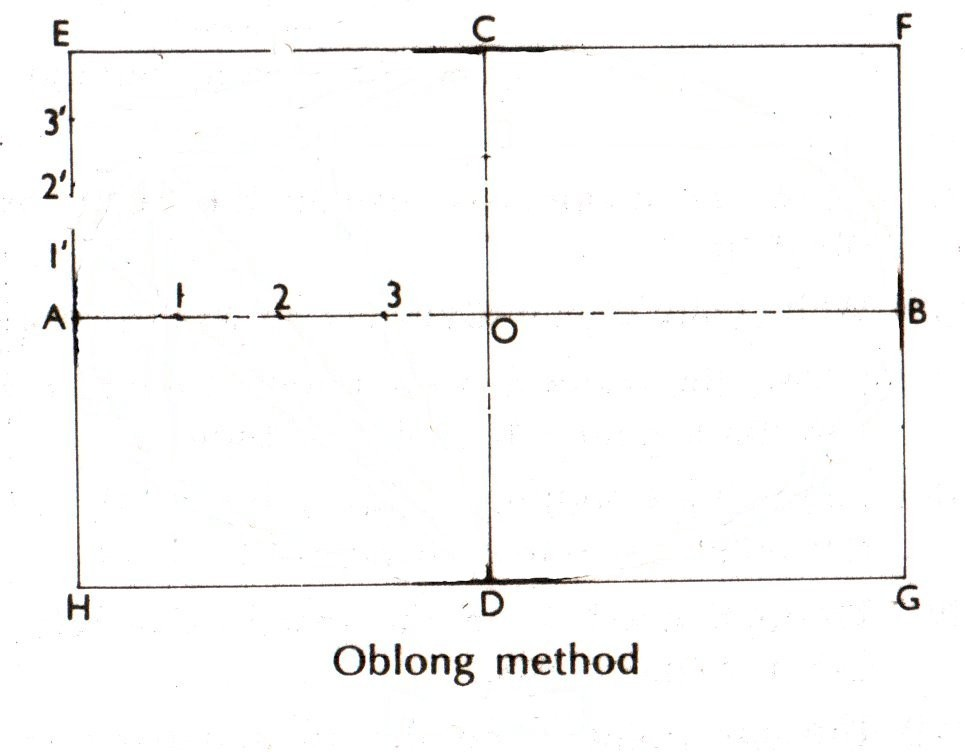 E C F
3'
2'
1'
A 1 2 3 O B
H D G
Oblong method